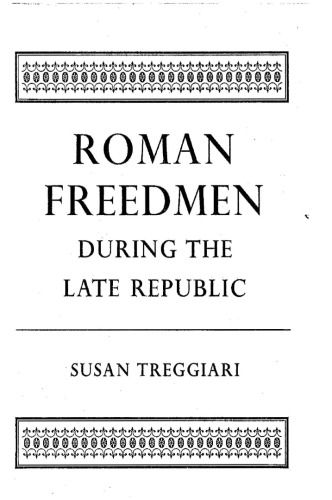 ROMAN
FREEDMEN
DURING THE
LATE REPUBLIC
SUSAN TREGGIARI